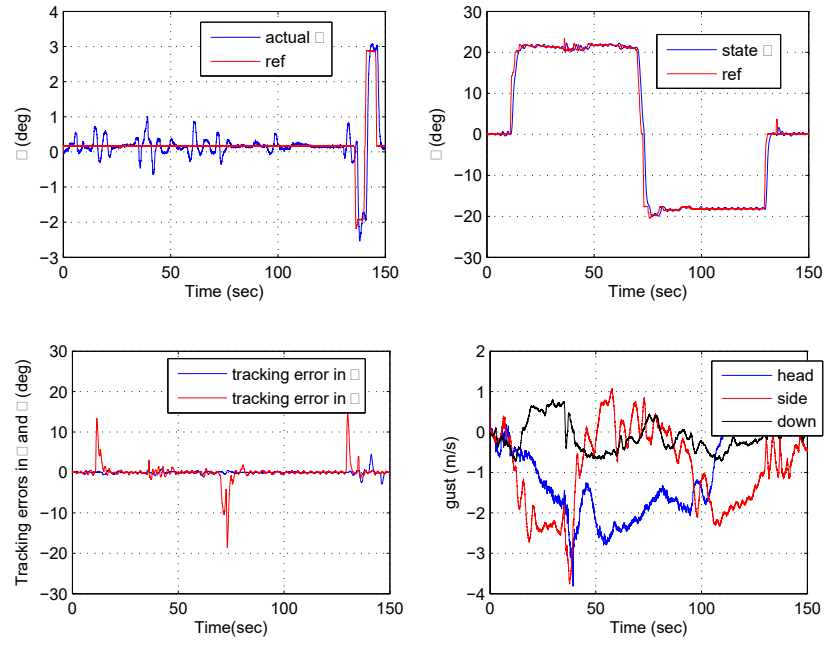 4
3
2
1
0
−1
−2
−3
0
50
100
150
Time (sec)
□ (deg)
actual □
ref
30
20
10
0
−10
−20
−30
0
50
100
150
Time (sec)
□ (deg)
state □
ref
30
20
10
0
−10
−20
−30
0
50
100
150
Time(sec)
Tracking errors in □ and □ (deg)
tracking error in □
tracking error in □
2
1
0
−1
−2
−3
−4
0
50
100
150
Time (sec)
gust (m/s)
head
side
down